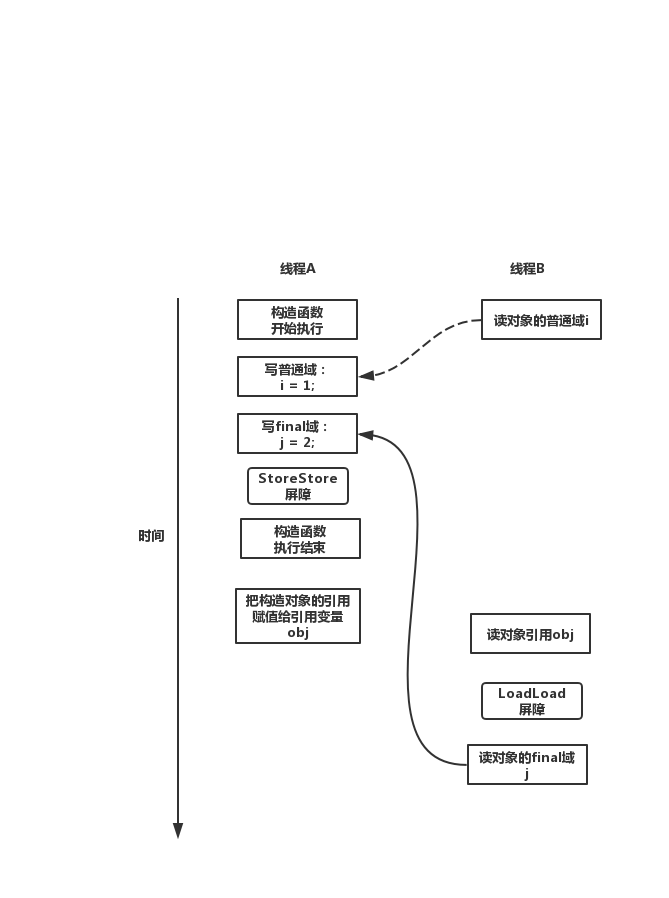 线程A
线程B
构造函数
开始执行
读对象的普通域i
写普通域：
i = 1;
写final域：
j = 2;
StoreStore
屏障
构造函数
执行结束
时间
把构造对象的引用
赋值给引用变量
obj
读对象引用obj
LoadLoad
屏障
读对象的final域
j